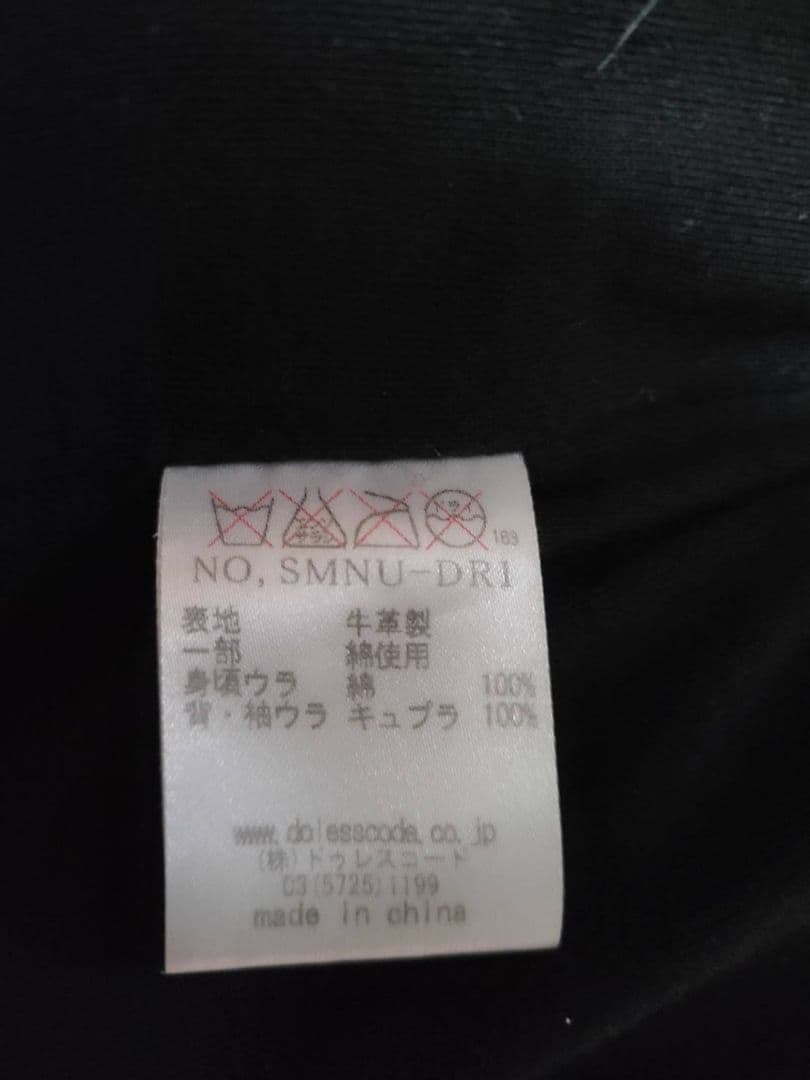 169
NO, SMNU-DR1
表地 牛革製
一部 綿使用
身頃ウラ 綿 100%
背・袖ウラ キュプラ 100%
www.dolesscode.co.jp
(株)ドゥレスコード
03(5725)1199
made in china